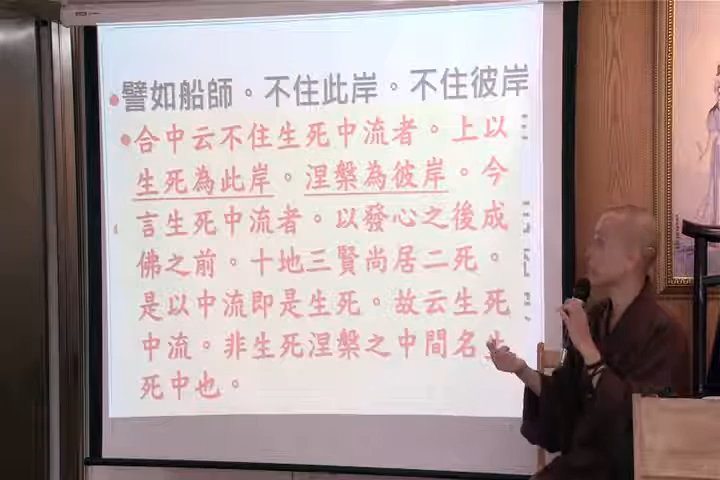 譬如船師。不住此岸。不住彼岸
合中云不住生死中流者。上以
生死為此岸。涅槃為彼岸。今
言生死中流者。以發心之後成
佛之前。十地三賢尚居二死。
是以中流即是生死。故云生死
中流。非生死涅槃之中間名生
死中也。